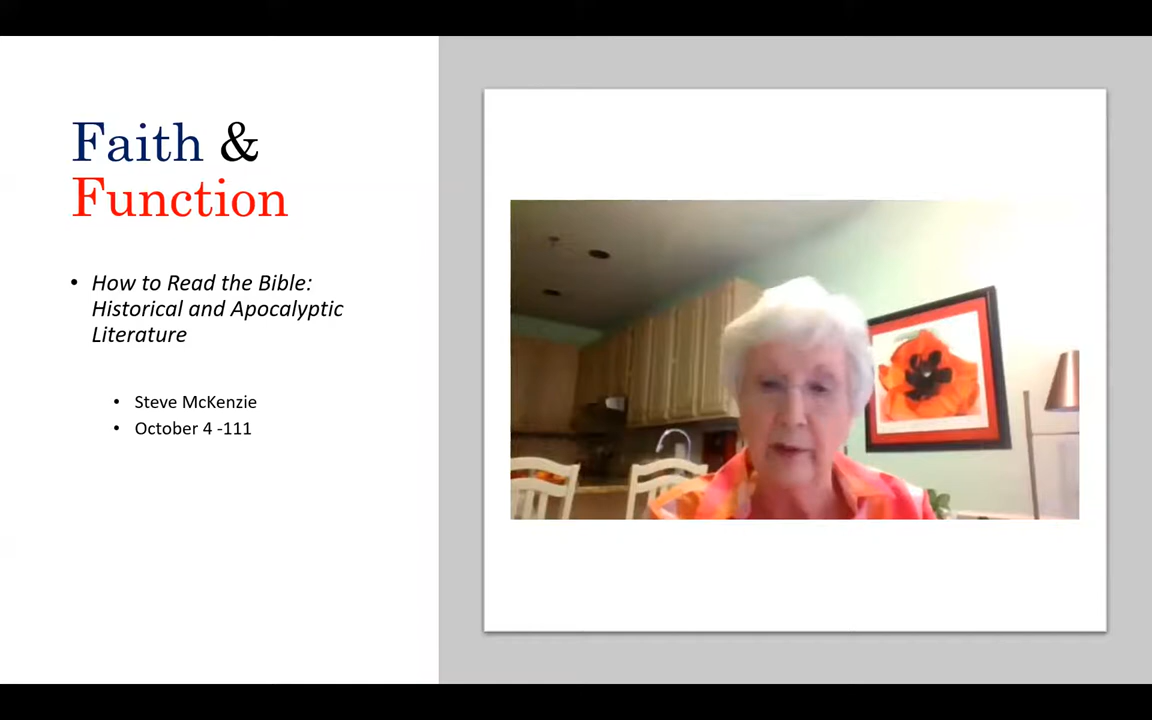 Faith &
Function
• How to Read the Bible:
Historical and Apocalyptic
Literature
• Steve McKenzie
• October 4 -111